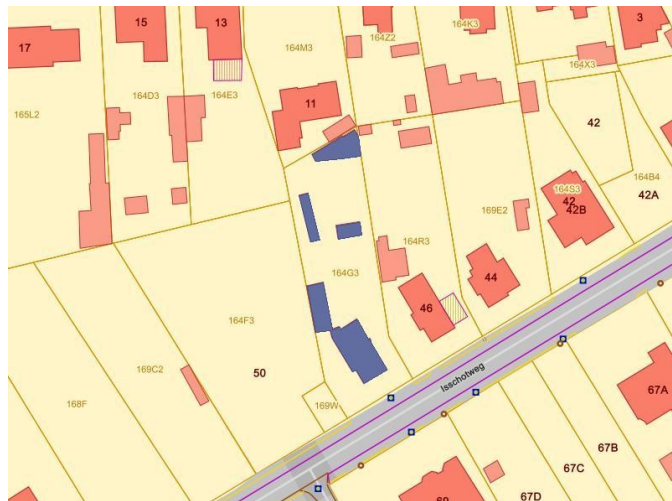 15
13
164K3
3
17
164M3
164Z2
164X3
165L2
164D3
164E3
11
42
164B4
42A
164S3
42
42B
169E2
164R3
164G3
44
46
164F3
50
169C2
168F
169W
Isschotweg
67A
67B
67C
67D
69